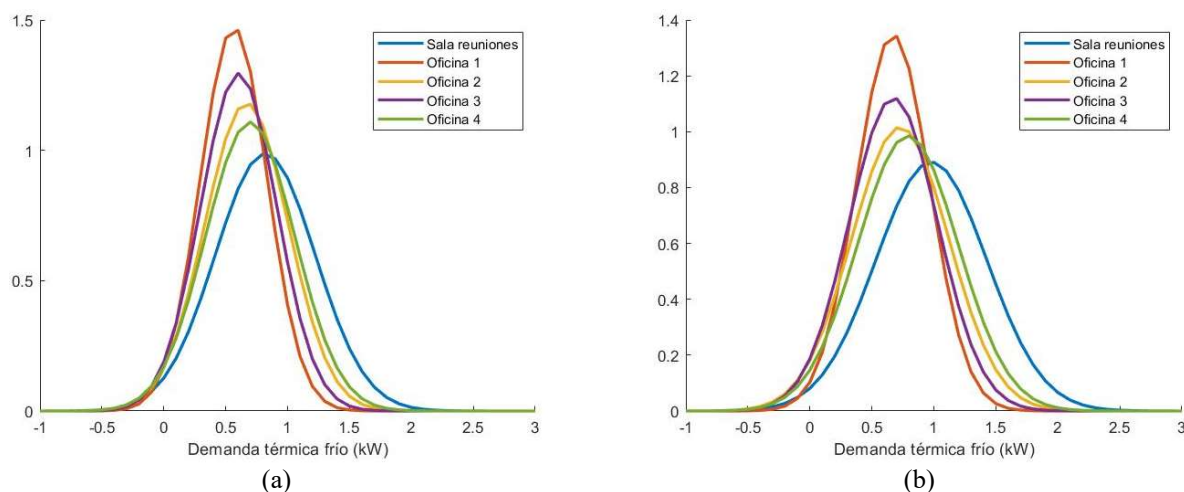 1.5
1
0.5
0
-1 -0.5 0 0.5 1 1.5 2 2.5 3
Demanda térmica frío (kW)
Sala reuniones
Oficina 1
Oficina 2
Oficina 3
Oficina 4
(a)
1.4
1.2
1
0.8
0.6
0.4
0.2
0
-1 -0.5 0 0.5 1 1.5 2 2.5 3
Demanda térmica frío (kW)
Sala reuniones
Oficina 1
Oficina 2
Oficina 3
Oficina 4
(b)